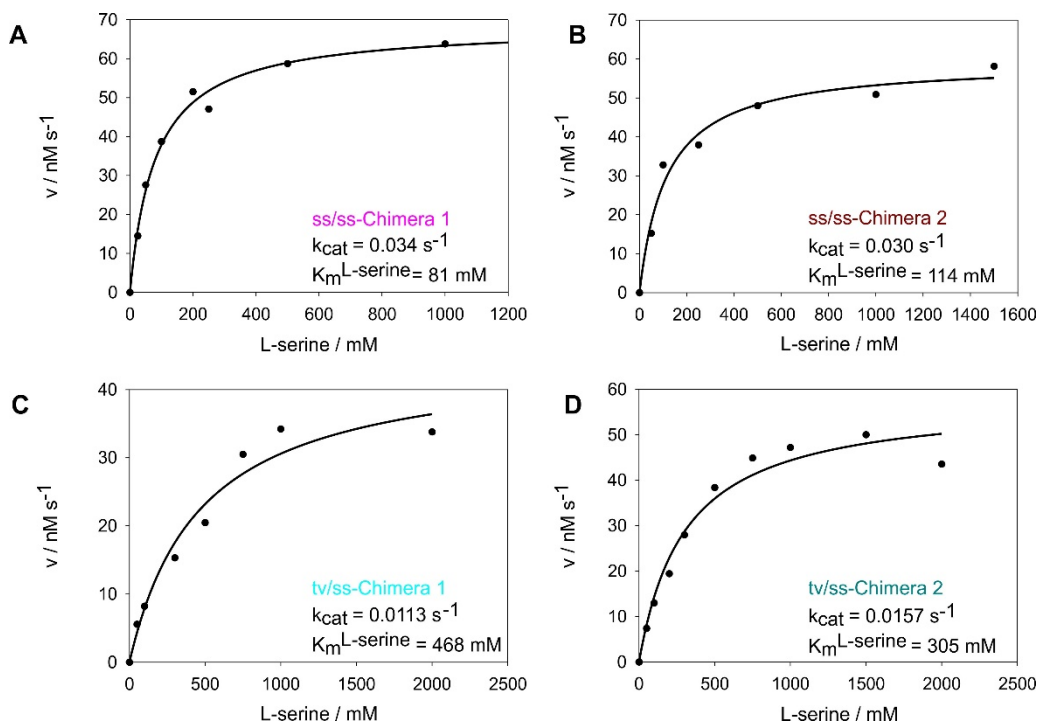 A
70
60
50
40
30
20
10
0
v / nM s-1
ss/ss-Chimera 1
kcat = 0.034 s-1
KmL-serine = 81 mM
0 200 400 600 800 1000 1200
L-serine / mM
B
70
60
50
40
30
20
10
0
v / nM s-1
ss/ss-Chimera 2
kcat = 0.030 s-1
KmL-serine = 114 mM
0 200 400 600 800 1000 1200 1400 1600
L-serine / mM
C
40
30
20
10
0
v / nM s-1
tv/ss-Chimera 1
kcat = 0.0113 s-1
KmL-serine = 468 mM
0 500 1000 1500 2000 2500
L-serine / mM
D
60
50
40
30
20
10
0
v / nM s-1
tv/ss-Chimera 2
kcat = 0.0157 s-1
KmL-serine = 305 mM
0 500 1000 1500 2000 2500
L-serine / mM